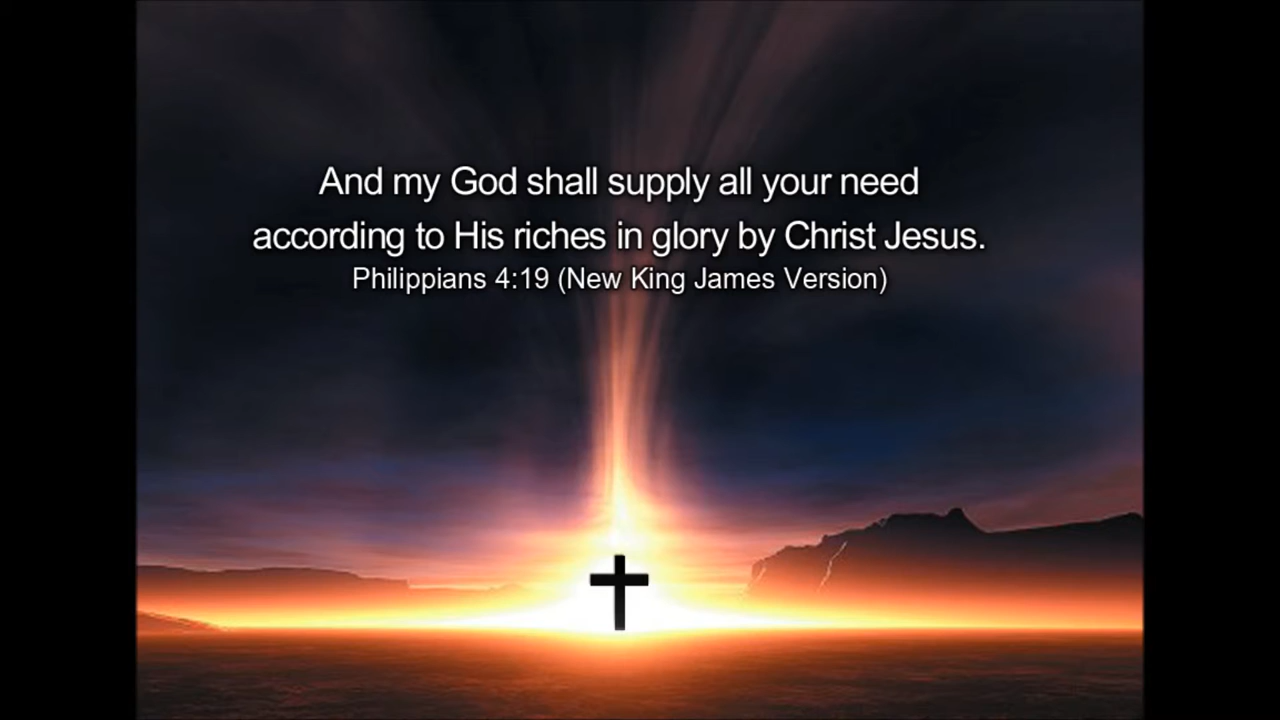 And my God shall supply all your need
according to His riches in glory by Christ Jesus.
Philippians 4:19 (New King James Version)